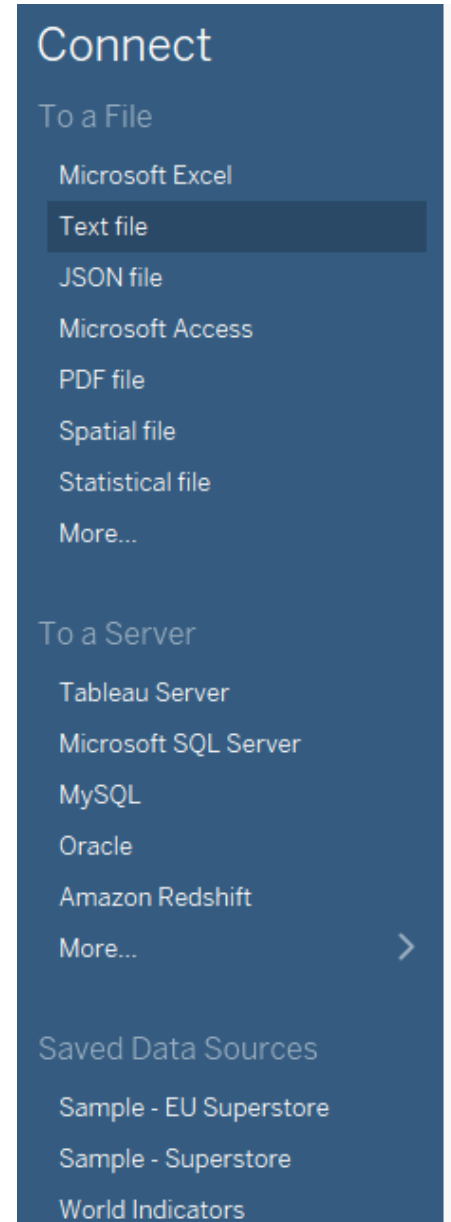 Connect
To a File
Microsoft Excel
Text file
JSON file
Microsoft Access
PDF file
Spatial file
Statistical file
More...
To a Server
Tableau Server
Microsoft SQL Server
MySQL
Oracle
Amazon Redshift
More...
Saved Data Sources
Sample - EU Superstore
Sample - Superstore
World Indicators